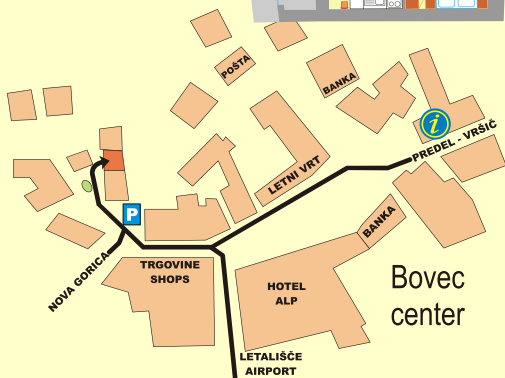 POŠTA
BANKA
i
PREDEL - VRŠIČ
LETNI VRT
P
BANKA
NOVA GORICA
TRGOVINE
SHOPS
HOTEL
ALP
Bovec
center
LETALIŠČE
AIRPORT